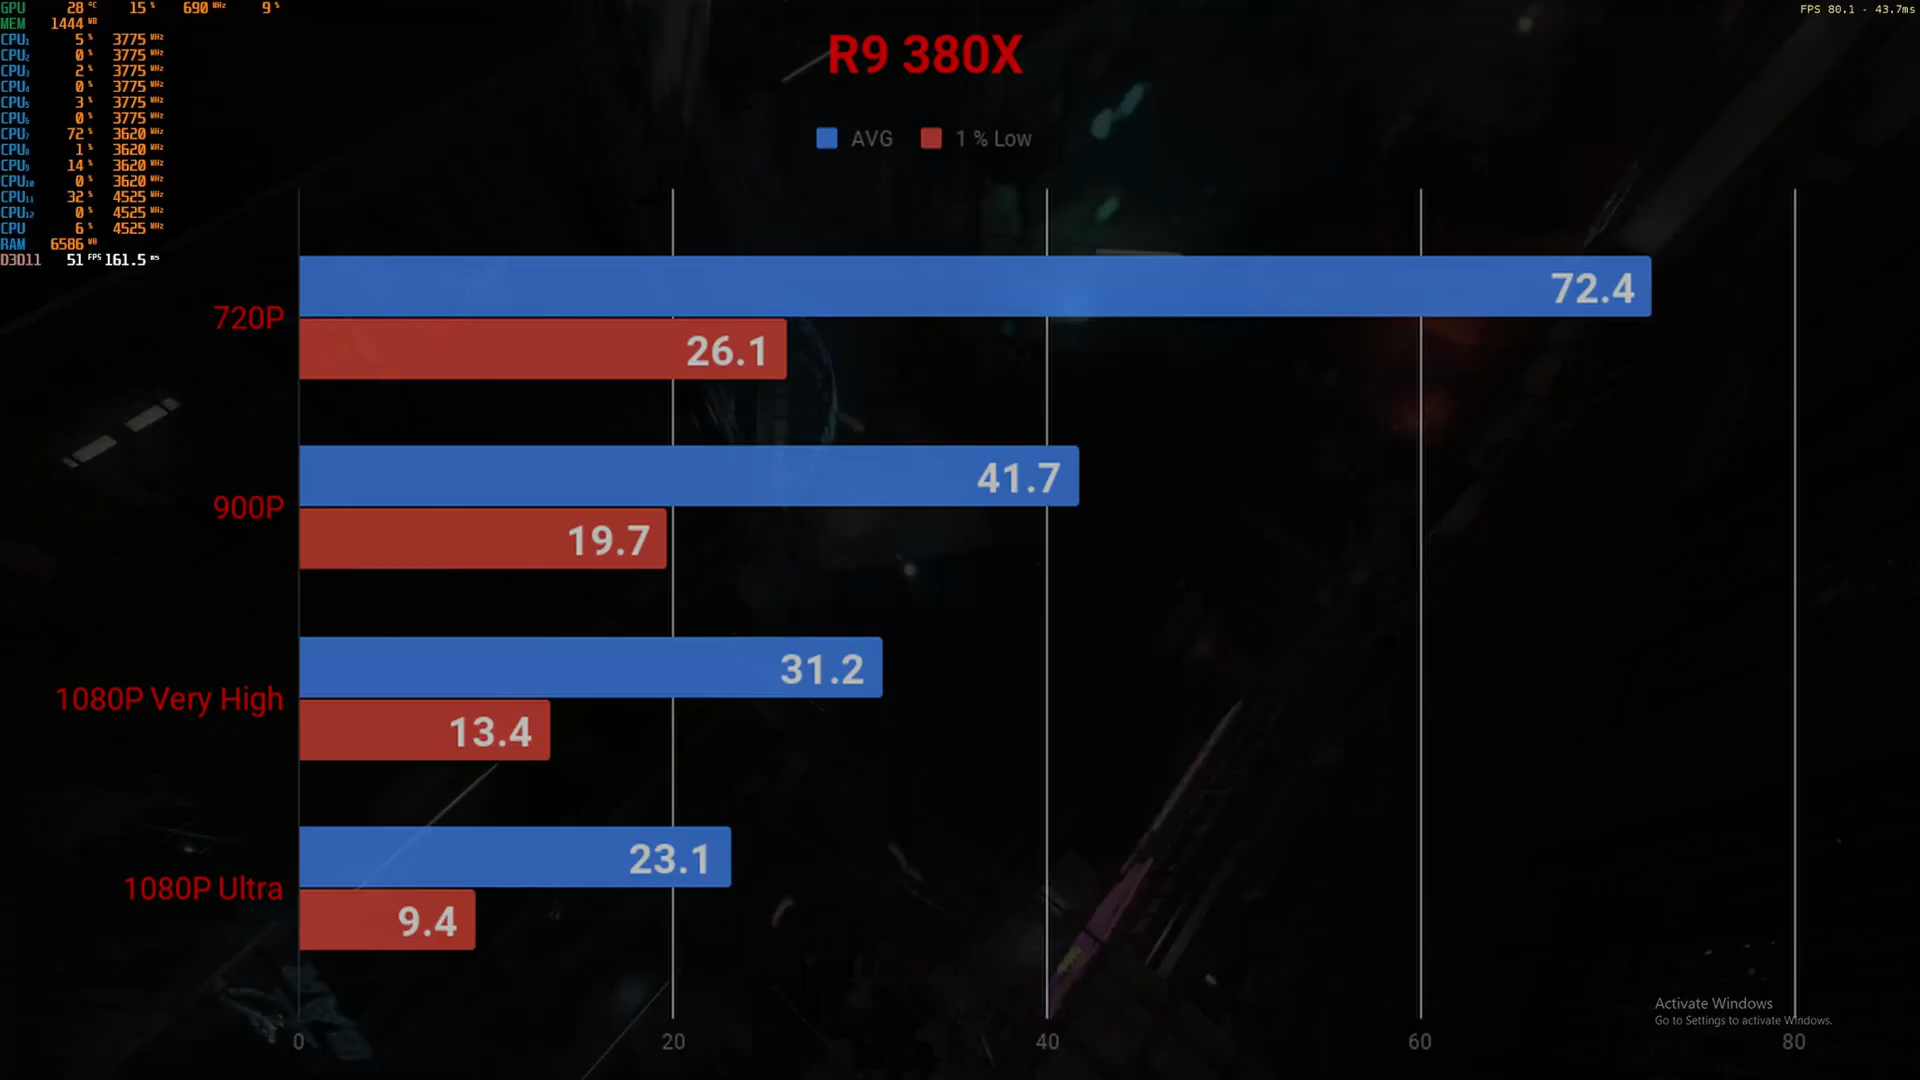 GPU 28 °C 15 % 690 MHz 9 %
FPS 80.1 - 43.7ms
MEM 1444 MB
CPU₁ 5 % 3775 MHz
CPU₂ 0 % 3775 MHz
CPU₃ 2 % 3775 MHz
CPU₄ 0 % 3775 MHz
CPU₅ 3 % 3775 MHz
CPU₆ 0 % 3775 MHz
CPU₇ 72 % 3620 MHz
CPU₈ 1 % 3620 MHz
CPU₉ 14 % 3620 MHz
CPU₁₀ 0 % 3620 MHz
CPU₁₁ 32 % 4525 MHz
CPU₁₂ 0 % 4525 MHz
CPU 6 % 4525 MHz
RAM 6586 MB
D3D11 51 FPS 161.5 ms
R9 380X
AVG 1 % Low
720P
72.4
26.1
900P
41.7
19.7
1080P Very High
31.2
13.4
1080P Ultra
23.1
9.4
0 20 40 60 80
Activate Windows
Go to Settings to activate Windows.